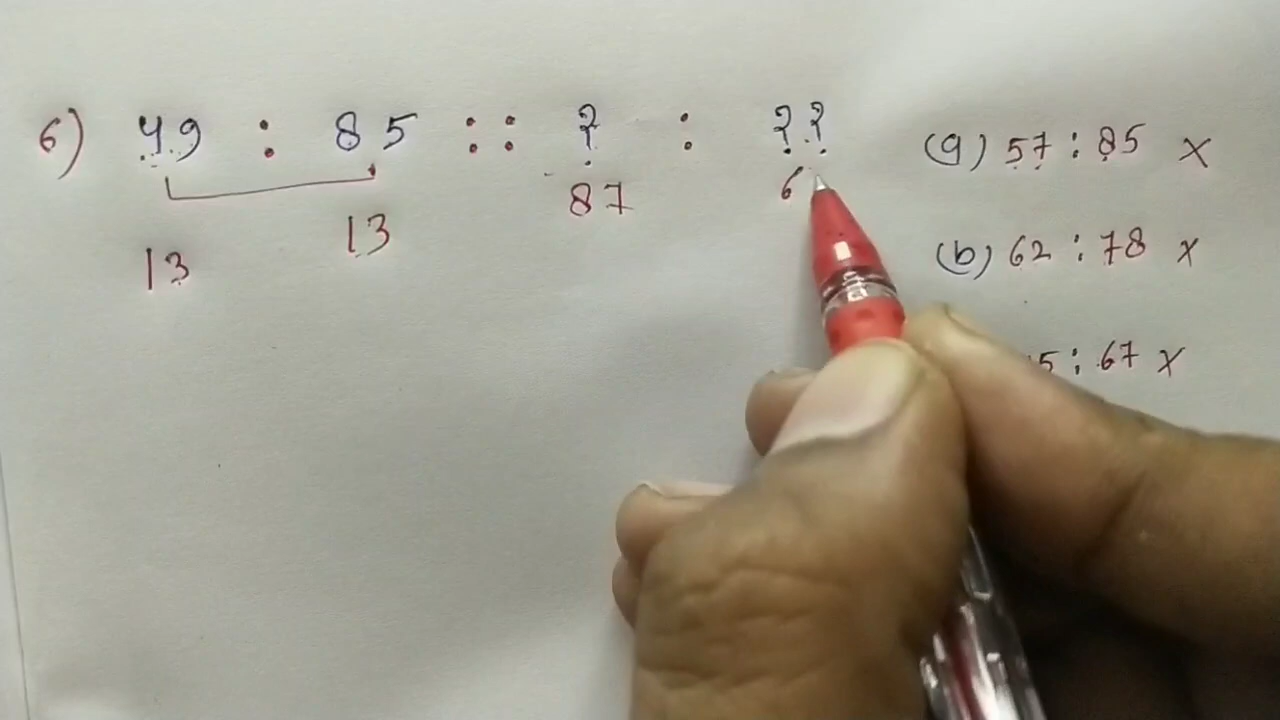 6) 49 : 85 :: ? : ??
87 6
13 13
(a) 57 : 85 x
(b) 62 : 78 x
5 : 67 x